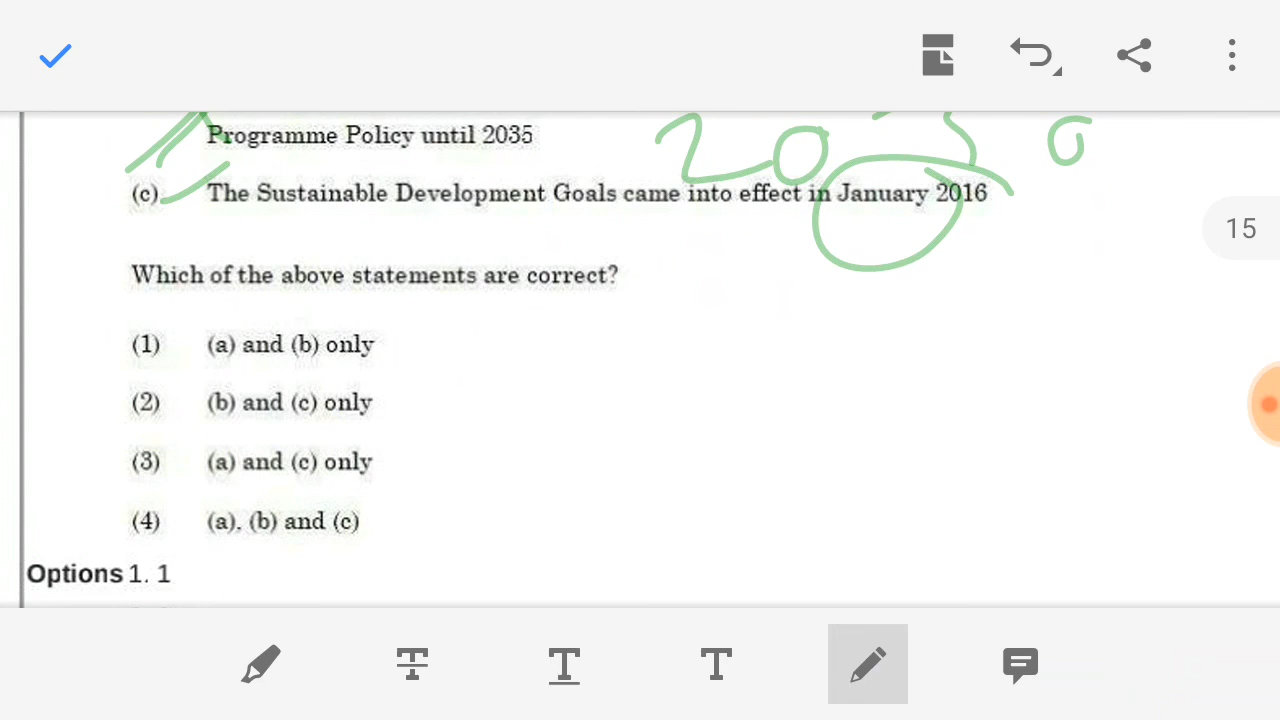 Programme Policy until 2035
2030
(c) The Sustainable Development Goals came into effect in January 2016
15
Which of the above statements are correct?
(1) (a) and (b) only
(2) (b) and (c) only
(3) (a) and (c) only
(4) (a), (b) and (c)
Options 1. 1
T T T